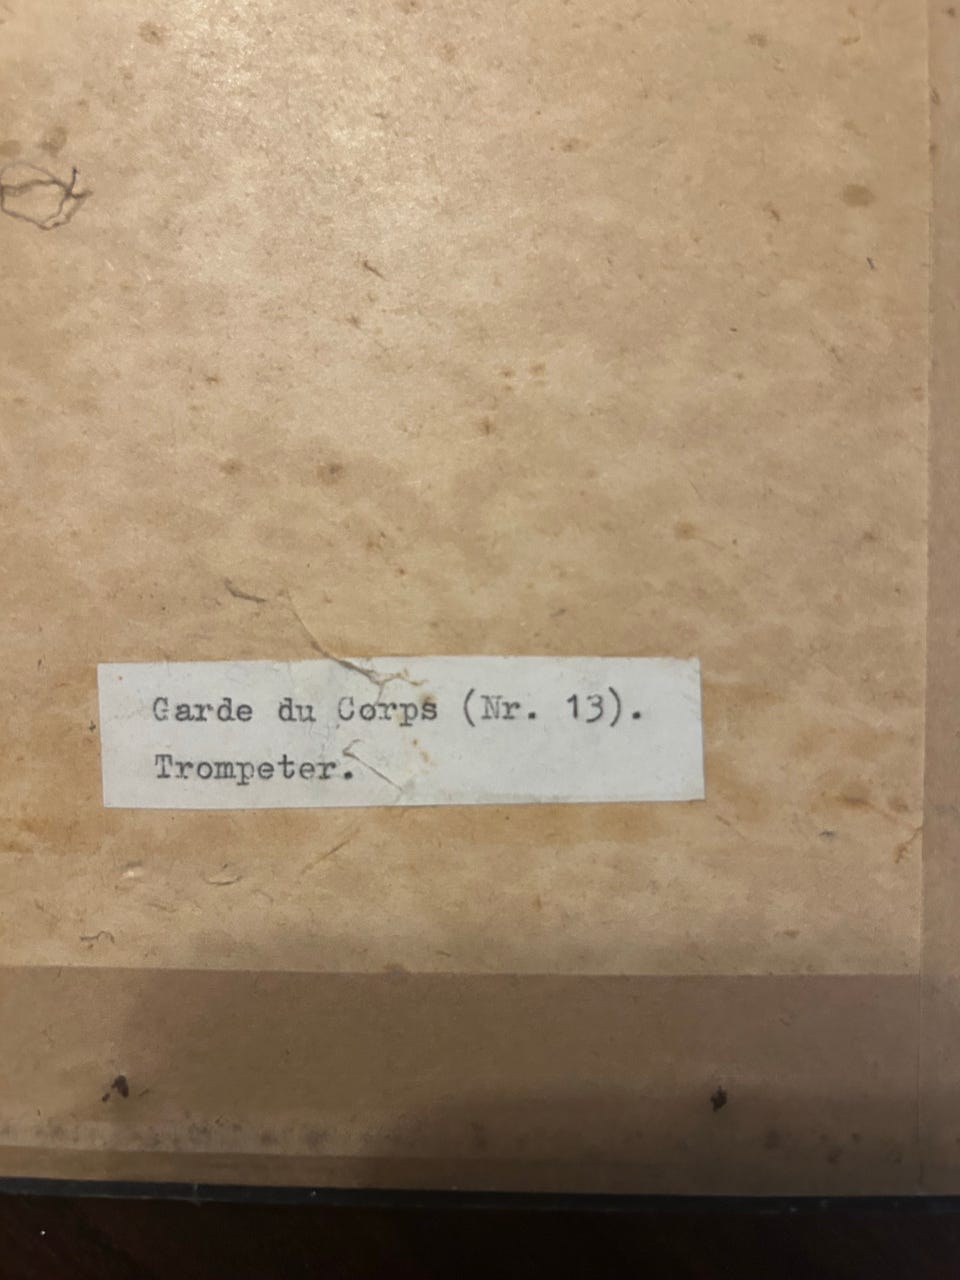 Garde du Corps (Nr. 13).
Trompeter.